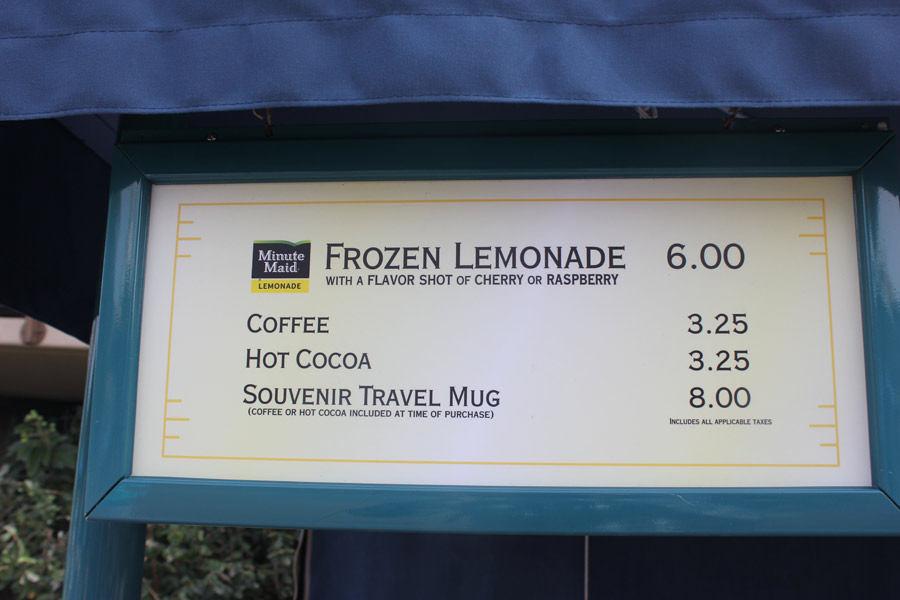 Minute Maid LEMONADE
FROZEN LEMONADE 6.00
WITH A FLAVOR SHOT OF CHERRY OR RASPBERRY
COFFEE 3.25
HOT COCOA 3.25
SOUVENIR TRAVEL MUG 8.00
(COFFEE OR HOT COCOA INCLUDED AT TIME OF PURCHASE)
INCLUDES ALL APPLICABLE TAXES